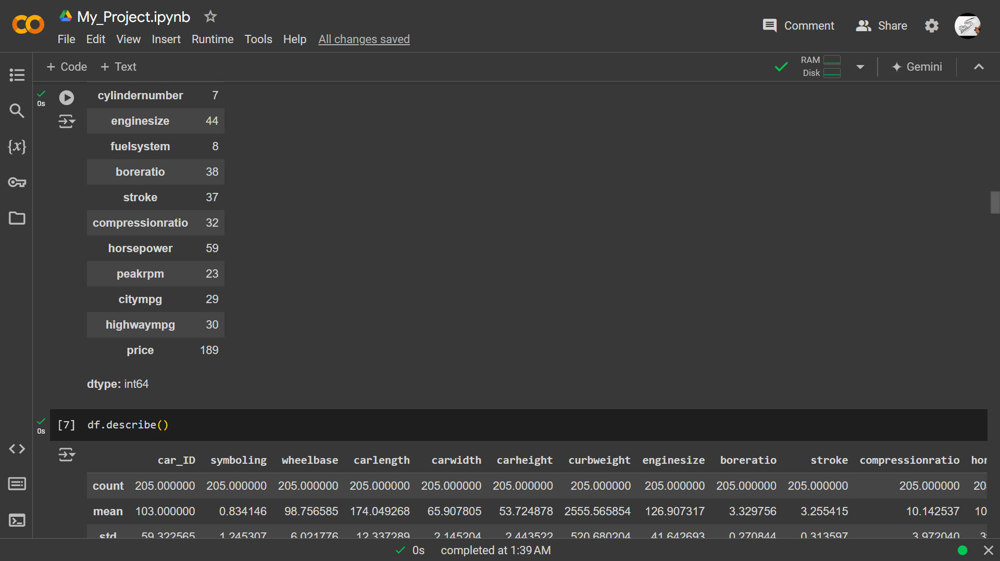 My_Project.ipynb
Comment
Share
File Edit View Insert Runtime Tools Help All changes saved
+ Code + Text
RAM
Disk
Gemini
0s
cylindernumber 7
enginesize 44
{x}
fuelsystem 8
boreratio 38
stroke 37
compressionratio 32
horsepower 59
peakrpm 23
citympg 29
highwaympg 30
price 189
dtype: int64
0s
[7] df.describe()
car_ID symboling wheelbase carlength carwidth carheight curbweight enginesize boreratio stroke compressionratio hor
count 205.000000 205.000000 205.000000 205.000000 205.000000 205.000000 205.000000 205.000000 205.000000 205.000000 205.000000 20
mean 103.000000 0.834146 98.756585 174.049268 65.907805 53.724878 2555.565854 126.907317 3.329756 3.255415 10.142537 10
std 59.322565 1.245307 6.021776 12.337289 2.145204 2.443522 520.680204 41.642693 0.270844 0.313597 3.972040 3
0s completed at 1:39 AM